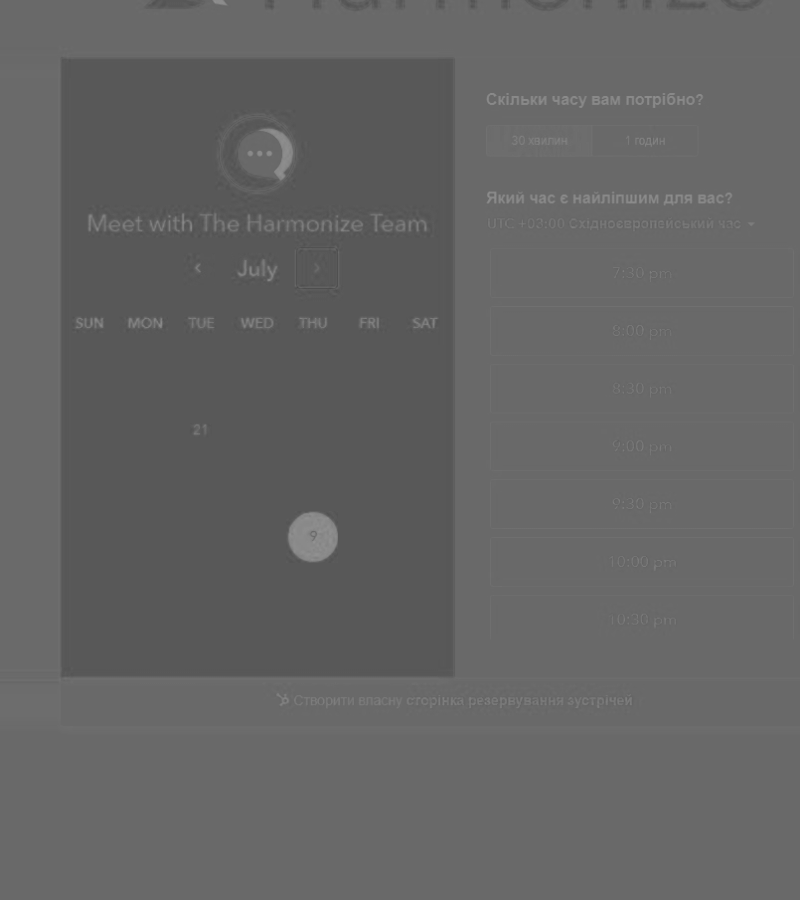 Harmonize
Meet with The Harmonize Team
July
SUN MON TUE WED THU FRI SAT
21
9
Скільки часу вам потрібно?
30 хвилин 1 годин
Який час є найліпшим для вас?
UTC +03:00 Східноєвропейський час
7:30 pm
8:00 pm
8:30 pm
9:00 pm
9:30 pm
10:00 pm
10:30 pm
Створити власну сторінка резервування зустрічей